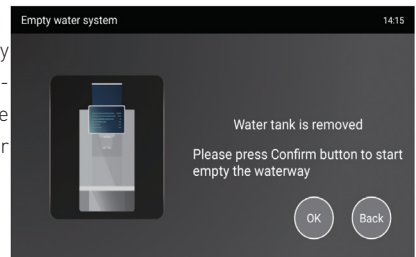 Empty water system 14:15
y
-
e
r
Water tank is removed
Please press Confirm button to start
empty the waterway
OK Back